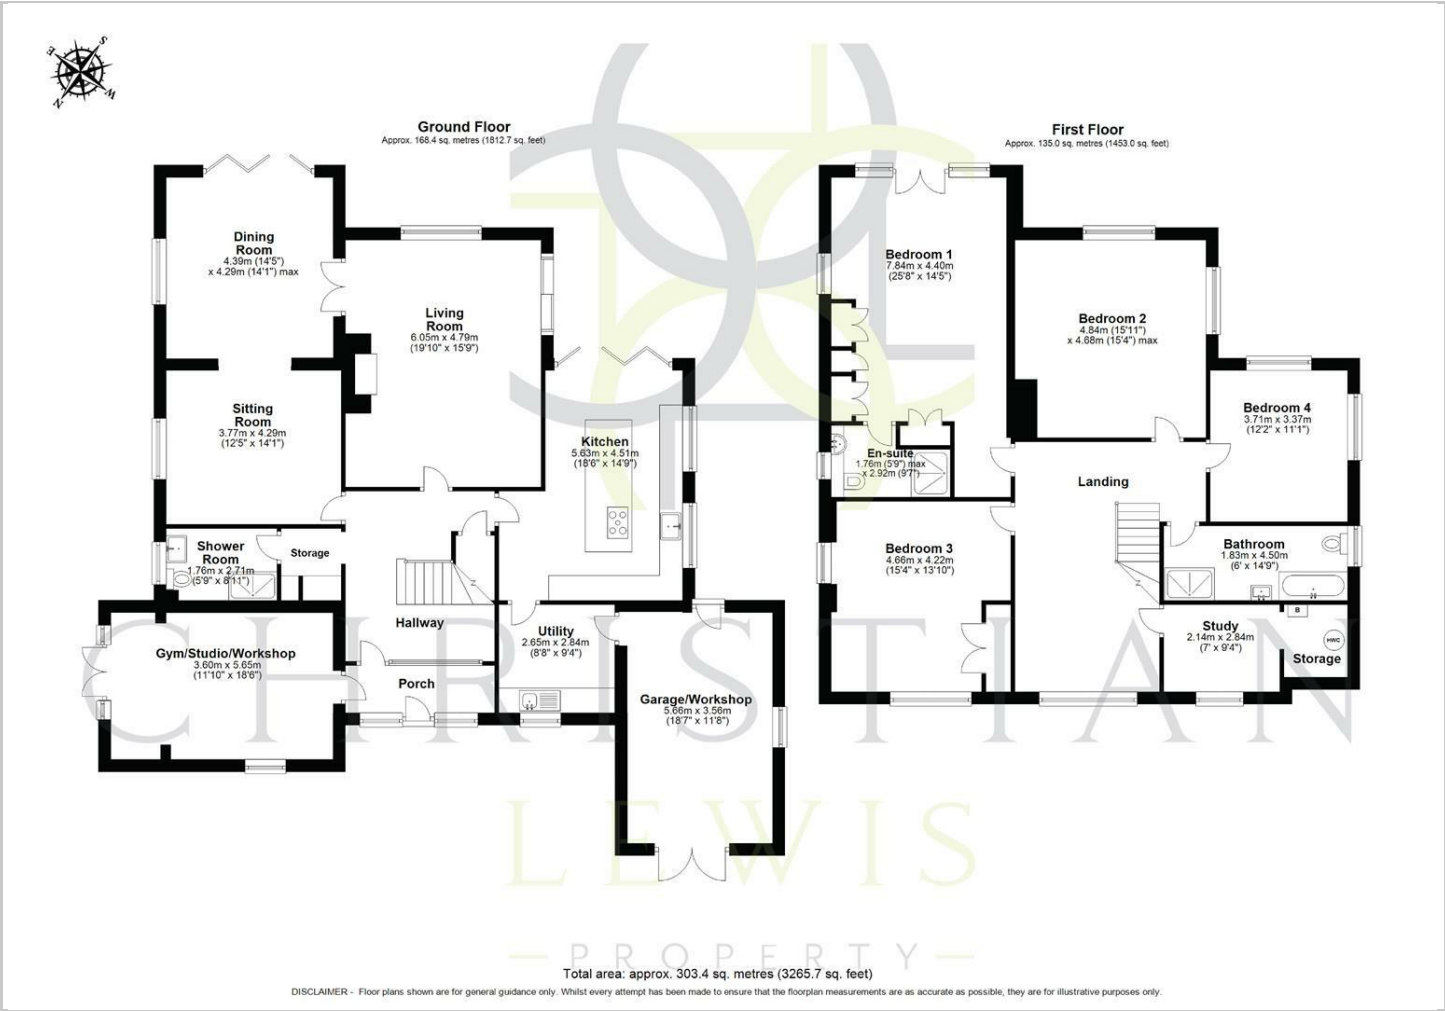 S
E
W
N
Ground Floor
Approx. 168.4 sq. metres (1812.7 sq. feet)
First Floor
Approx. 135.0 sq. metres (1453.0 sq. feet)
Dining
Room
4.39m (14'5")
x 4.29m (14'1") max
Living
Room
6.05m x 4.79m
(19'10" x 15'9")
Sitting
Room
3.77m x 4.29m
(12'5" x 14'1")
Kitchen
5.63m x 4.51m
(18'6" x 14'9")
Shower
Room
1.76m x 2.71m
(5'9" x 8'11")
Storage
Hallway
Utility
2.65m x 2.84m
(8'8" x 9'4")
Gym/Studio/Workshop
3.60m x 5.65m
(11'10" x 18'6")
Porch
Garage/Workshop
5.66m x 3.56m
(18'7" x 11'8")
Bedroom 1
7.84m x 4.40m
(25'8" x 14'5")
Bedroom 2
4.84m (15'11")
x 4.68m (15'4") max
Bedroom 4
3.71m x 3.37m
(12'2" x 11'1")
En-suite
1.76m (5'9") max
x 2.92m (9'7")
Landing
Bedroom 3
4.66m x 4.22m
(15'4" x 13'10")
Bathroom
1.83m x 4.50m
(6' x 14'9")
Study
2.14m x 2.84m
(7' x 9'4")
B
HWC
Storage
CHRISTIAN
LEWIS
PROPERTY
Total area: approx. 303.4 sq. metres (3265.7 sq. feet)
DISCLAIMER - Floor plans shown are for general guidance only. Whilst every attempt has been made to ensure that the floorplan measurements are as accurate as possible, they are for illustrative purposes only.